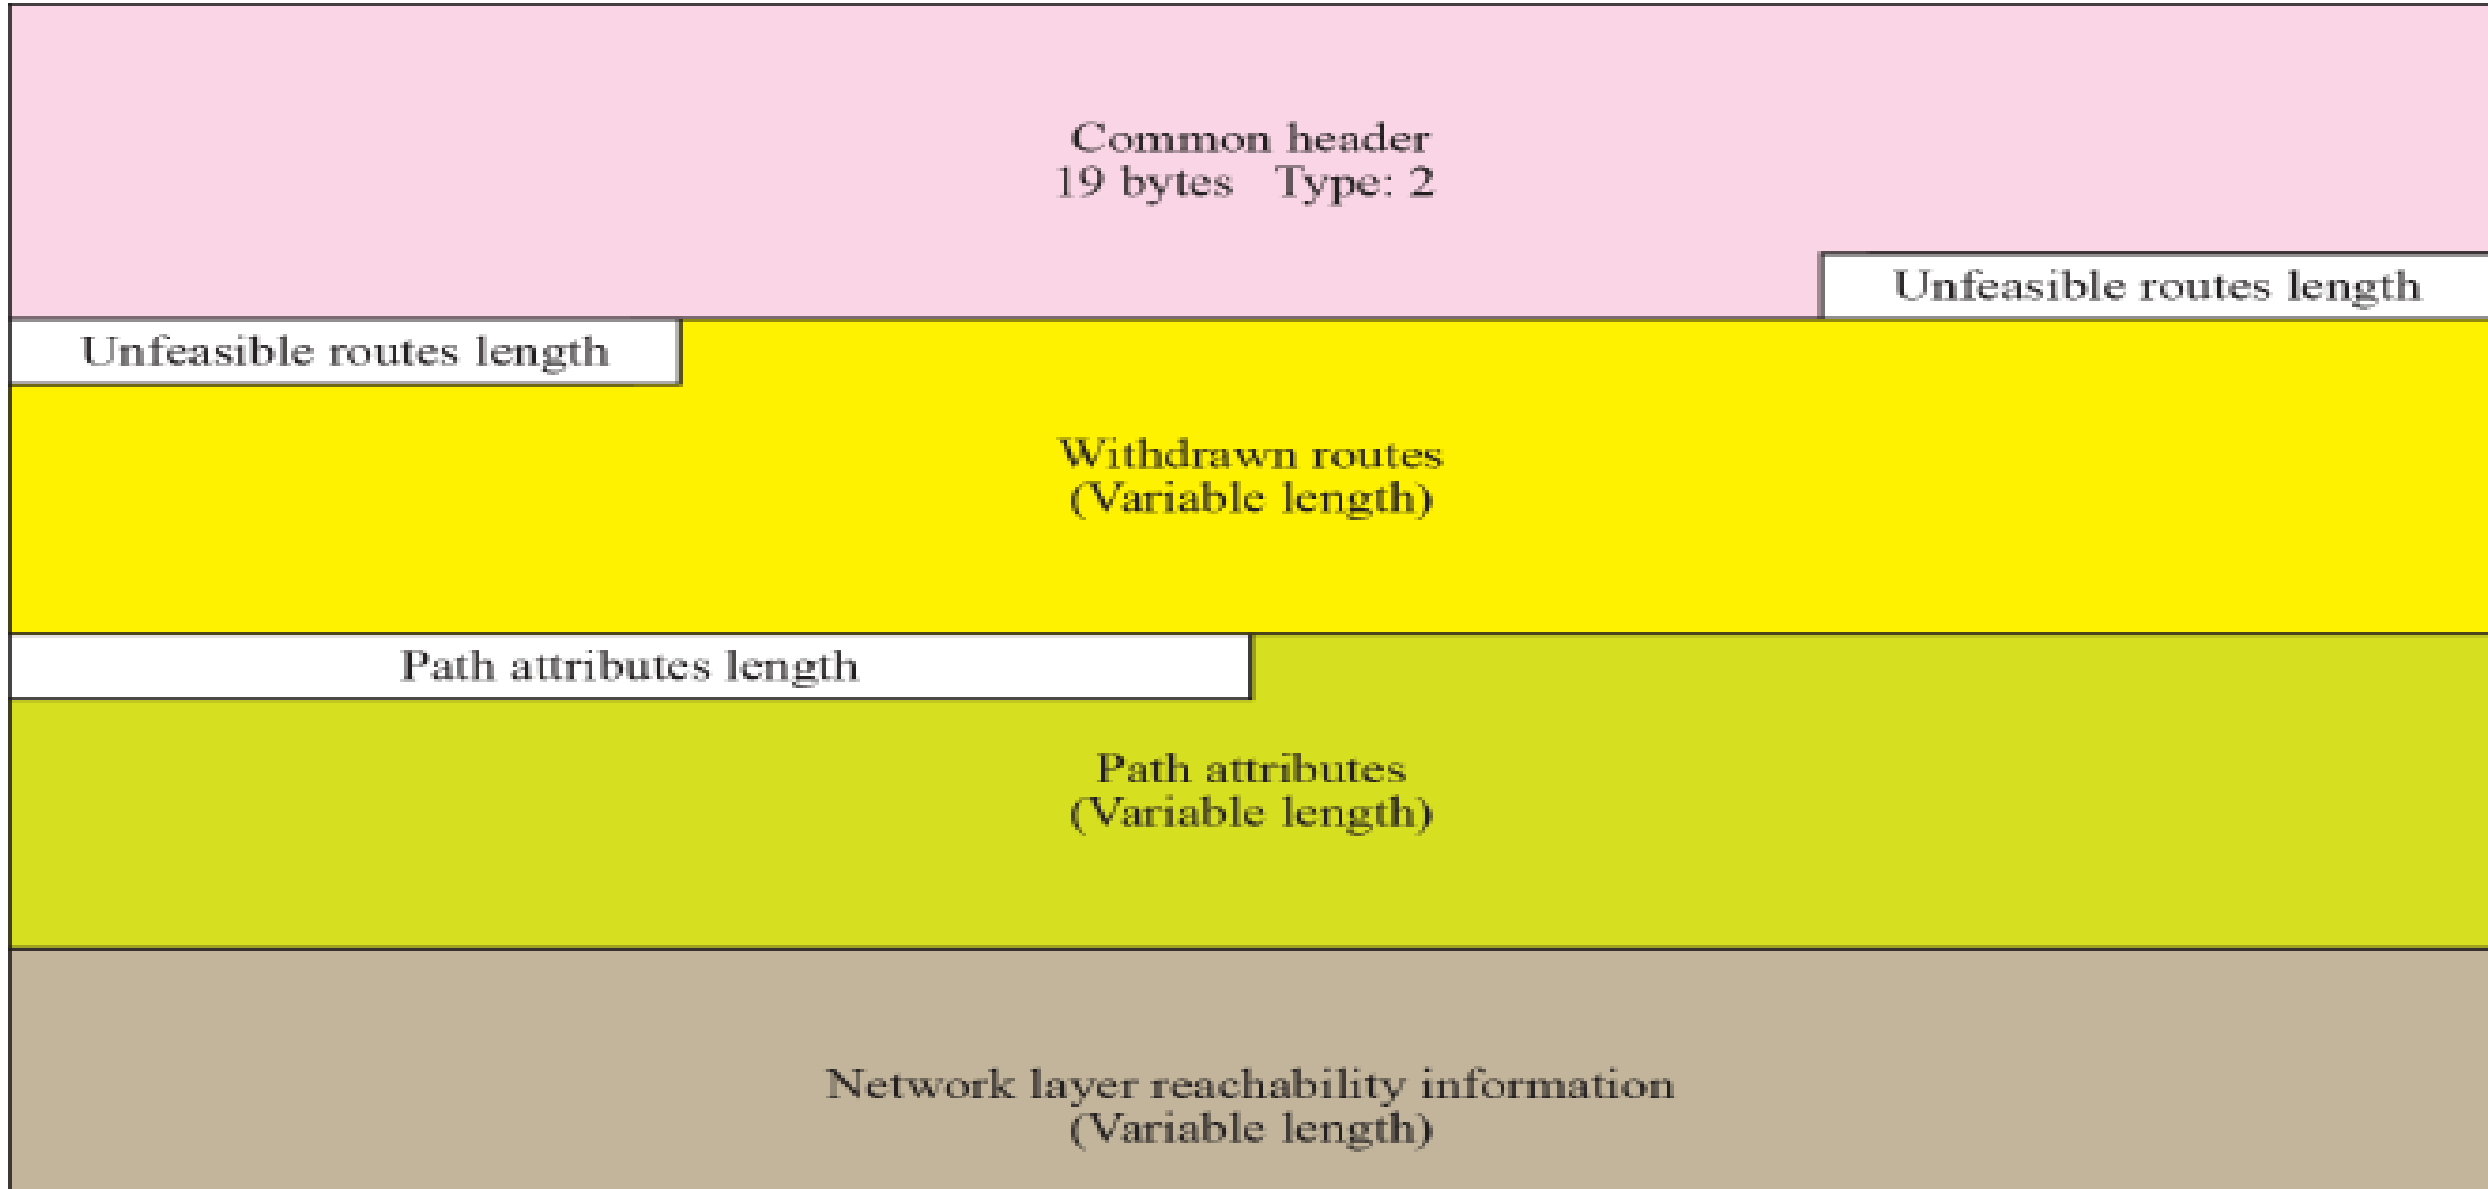 Common header
19 bytes Type: 2
Unfeasible routes length
Unfeasible routes length
Withdrawn routes
(Variable length)
Path attributes length
Path attributes
(Variable length)
Network layer reachability information
(Variable length)